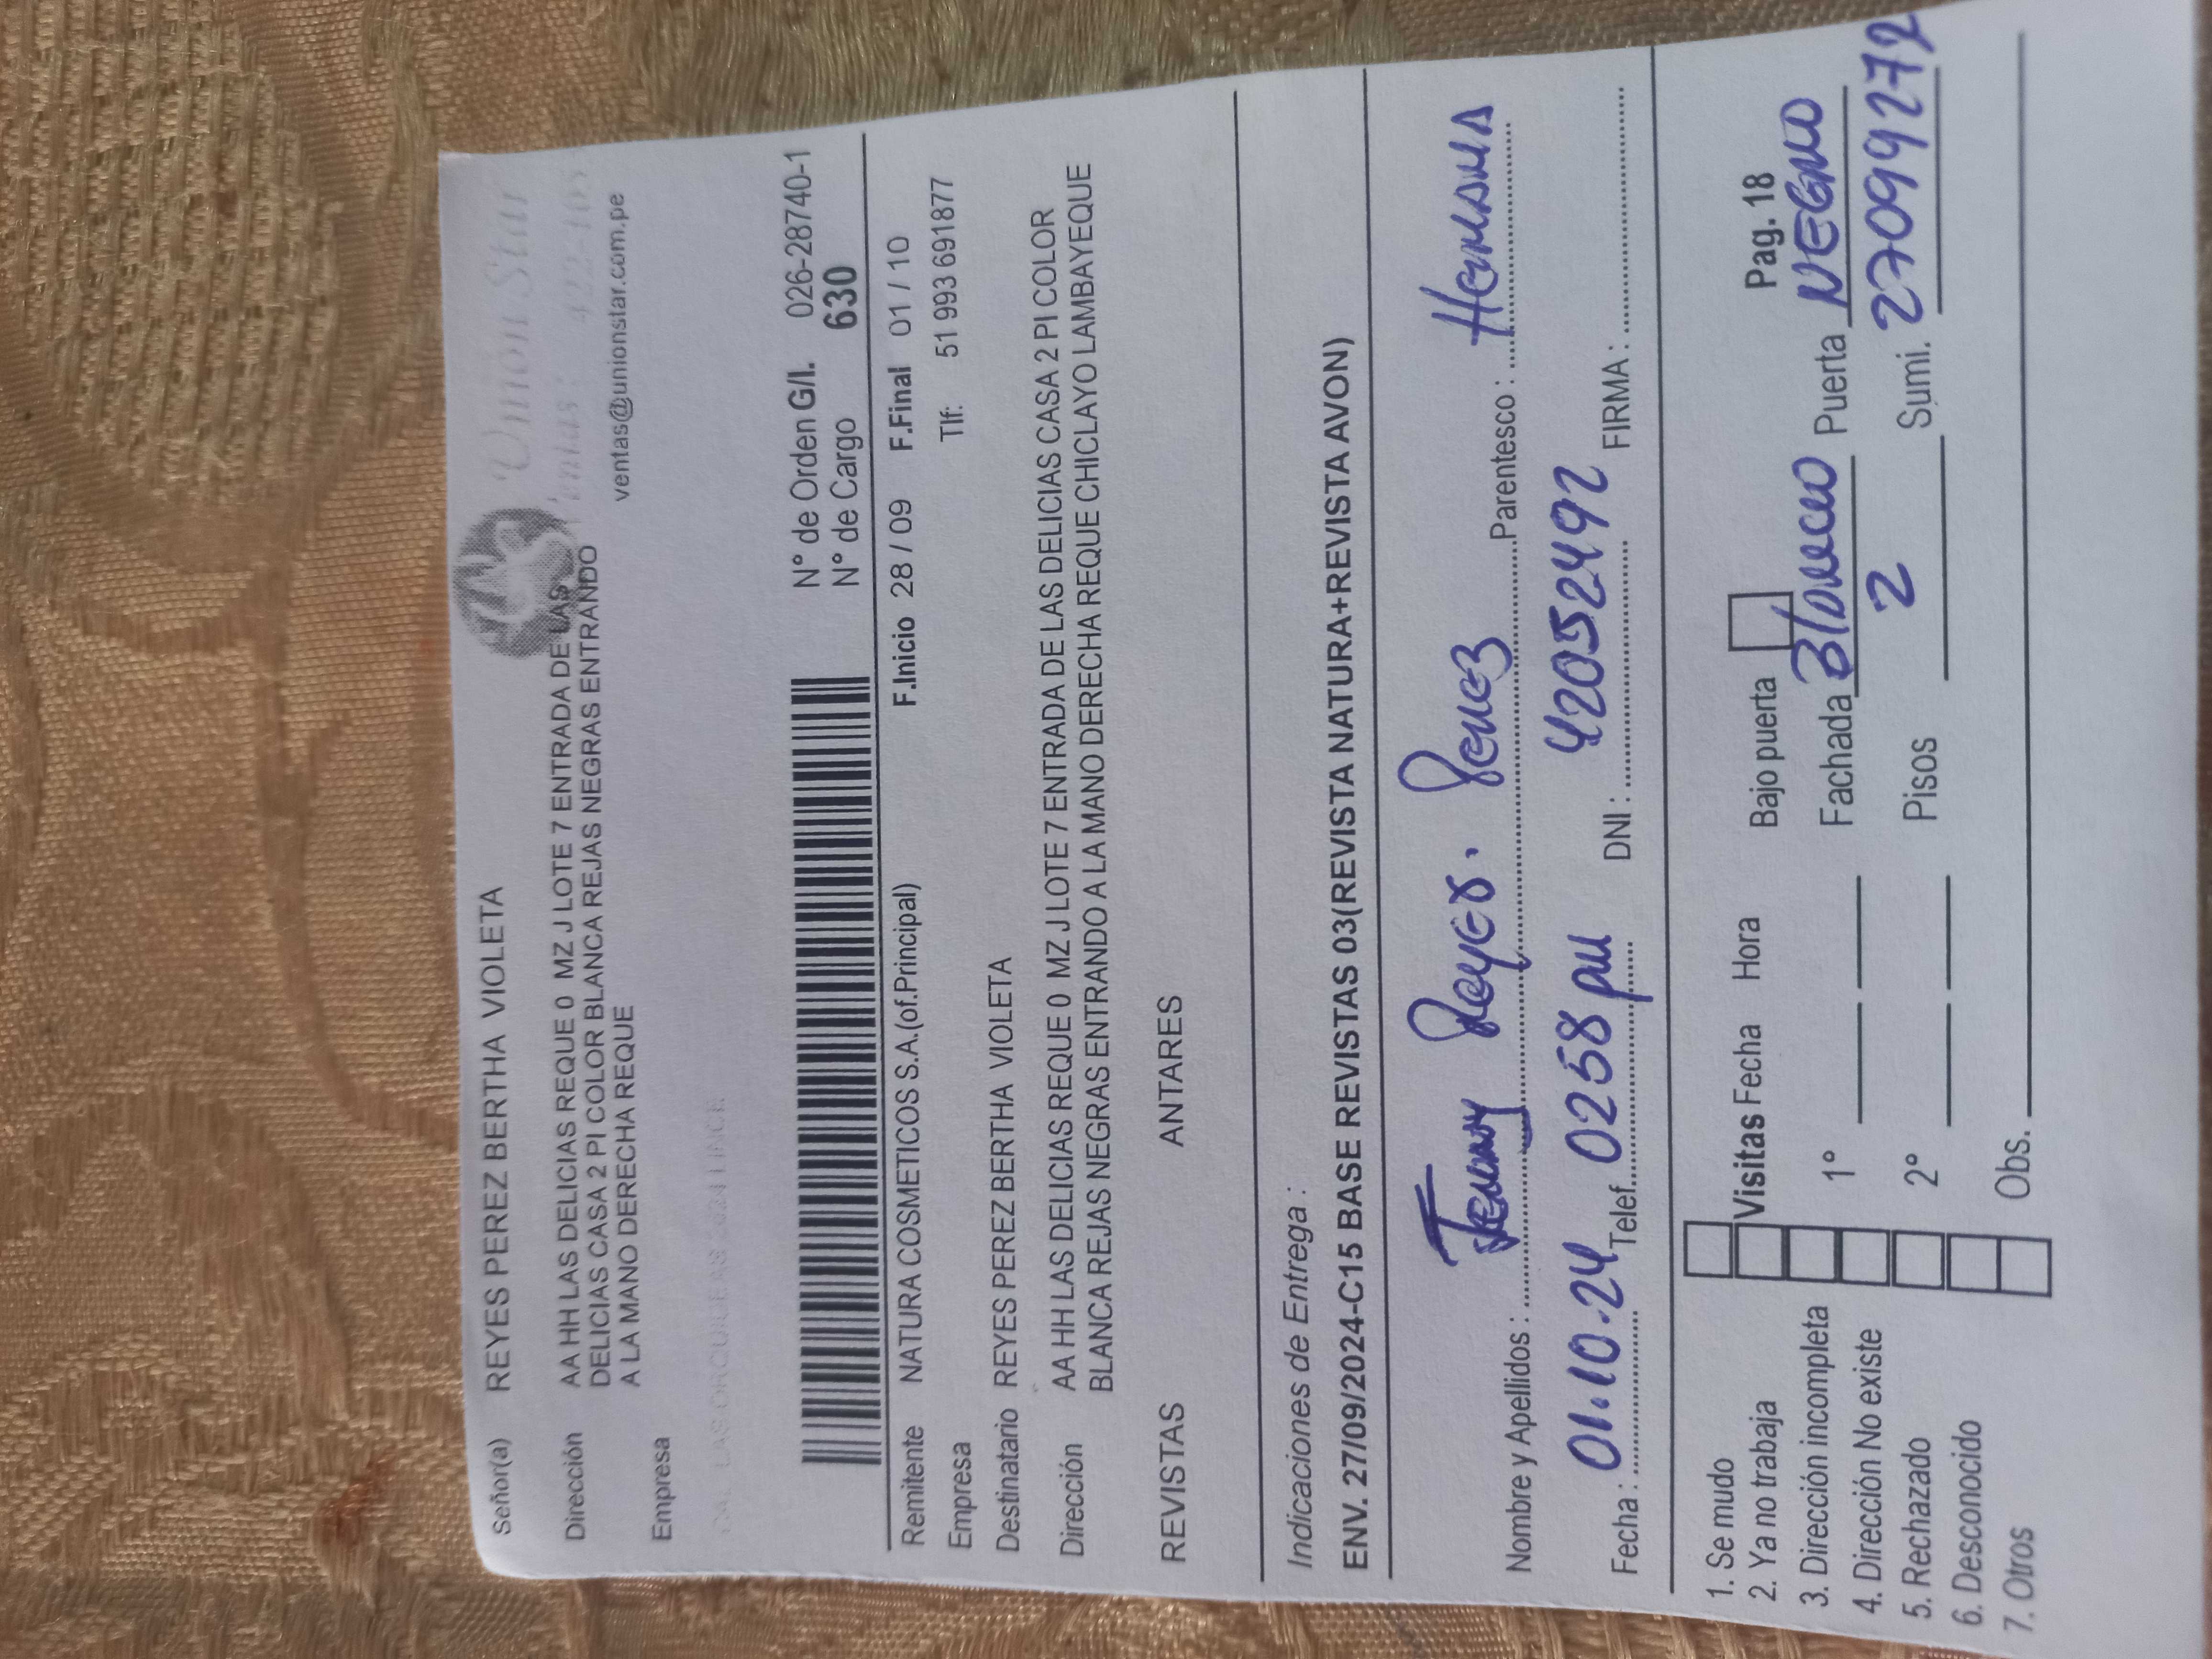 Señor(a) REYES PEREZ BERTHA VIOLETA
Union Star
ventas@unionstar.com.pe
Dirección AA HH LAS DELICIAS REQUE 0 MZ J LOTE 7 ENTRADA DE LAS
DELICIAS CASA 2 PI COLOR BLANCA REJAS NEGRAS ENTRANDO
A LA MANO DERECHA REQUE
Empresa
N° de Orden G/I. 026-28740-1
N° de Cargo 630
Remitente NATURA COSMETICOS S.A.(of.Principal) F.Inicio 28 / 09 F.Final 01 / 10
Empresa Tlf: 51 993 691877
Destinatario REYES PEREZ BERTHA VIOLETA
Dirección AA HH LAS DELICIAS REQUE 0 MZ J LOTE 7 ENTRADA DE LAS DELICIAS CASA 2 PI COLOR
BLANCA REJAS NEGRAS ENTRANDO A LA MANO DERECHA REQUE CHICLAYO LAMBAYEQUE
REVISTAS ANTARES
Indicaciones de Entrega :
ENV. 27/09/2024-C15 BASE REVISTAS 03(REVISTA NATURA+REVISTA AVON)
Nombre y Apellidos : Reyes. Perez Parentesco : Hermana
Fecha : 01.10.24 Telef. 0258 pm DNI : 42052492 FIRMA :
1. Se mudo
2. Ya no trabaja
3. Dirección incompleta
4. Dirección No existe
5. Rechazado
6. Desconocido
7. Otros
Visitas Fecha Hora Bajo puerta Pag. 18
1° Fachada Blanco Puerta NEGRO
2° Pisos 2 Sumi. 27099272
Obs.